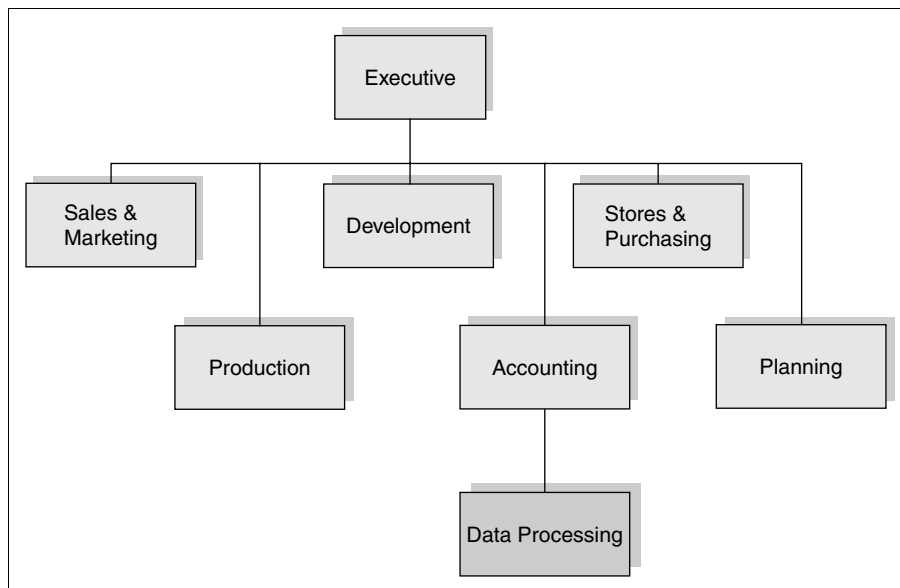 Executive
Sales &
Marketing
Development
Stores &
Purchasing
Production
Accounting
Planning
Data Processing